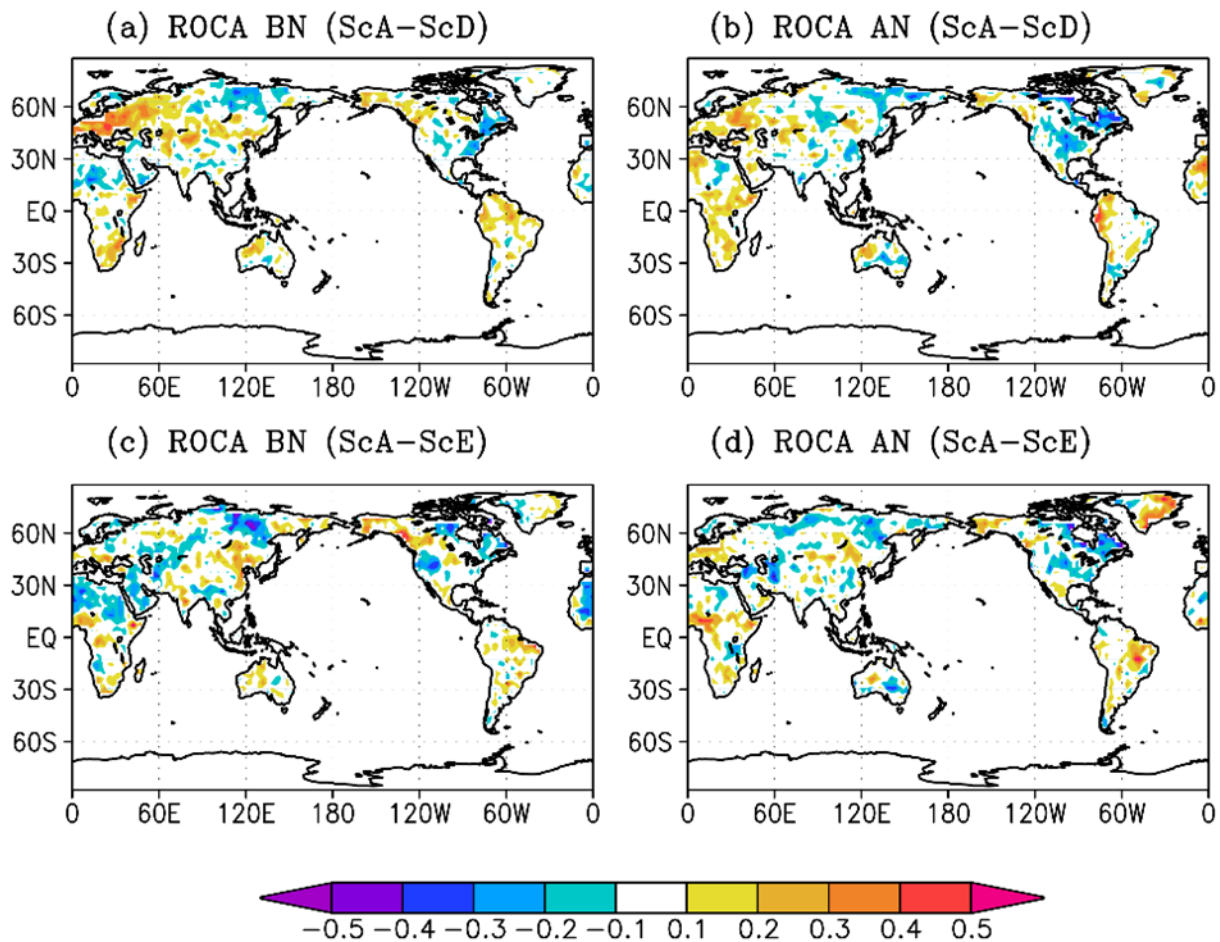 (a) ROCA BN (ScA−ScD)
(b) ROCA AN (ScA−ScD)
60N
30N
EQ
30S
60S
0 60E 120E 180 120W 60W 0
60N
30N
EQ
30S
60S
0 60E 120E 180 120W 60W 0
(c) ROCA BN (ScA−ScE)
(d) ROCA AN (ScA−ScE)
60N
30N
EQ
30S
60S
0 60E 120E 180 120W 60W 0
60N
30N
EQ
30S
60S
0 60E 120E 180 120W 60W 0
−0.5 −0.4 −0.3 −0.2 −0.1 0.1 0.2 0.3 0.4 0.5